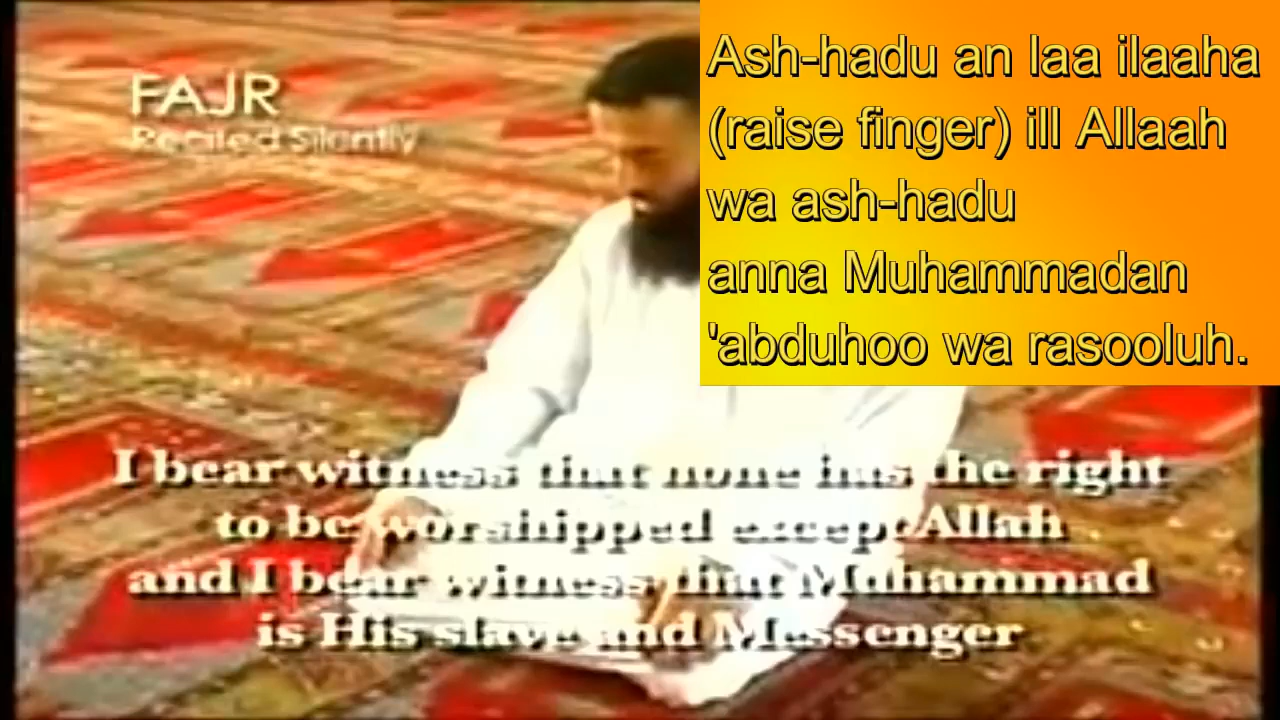 FAJR
Recited Silently
Ash-hadu an laa ilaaha
(raise finger) ill Allaah
wa ash-hadu
anna Muhammadan
'abduhoo wa rasooluh.
I bear witness that none has the right
to be worshipped except Allah
and I bear witness that Muhammad
is His slave and Messenger